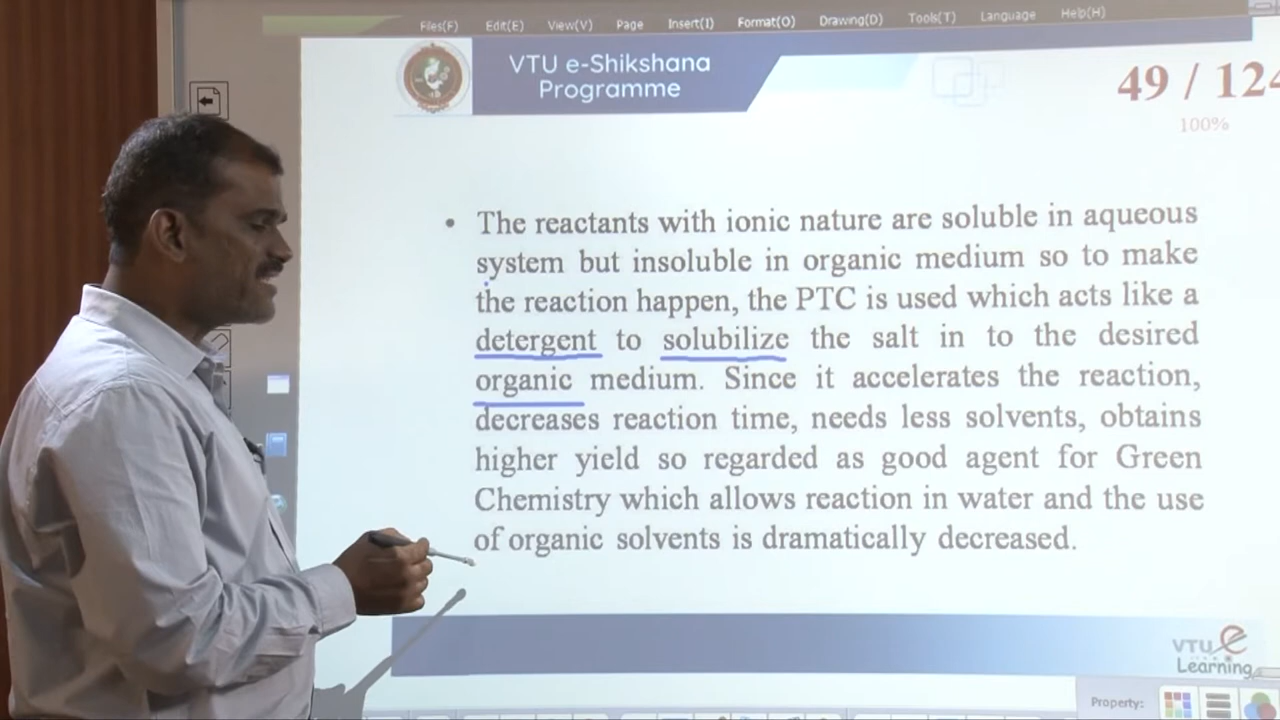 Files(F) Edit(E) View(V) Page Insert(I) Format(O) Drawing(D) Tools(T) Language Help(H)
VTU e-Shikshana
Programme
49 / 124
100%
• The reactants with ionic nature are soluble in aqueous
system but insoluble in organic medium so to make
the reaction happen, the PTC is used which acts like a
detergent to solubilize the salt in to the desired
organic medium. Since it accelerates the reaction,
decreases reaction time, needs less solvents, obtains
higher yield so regarded as good agent for Green
Chemistry which allows reaction in water and the use
of organic solvents is dramatically decreased.
VTU e
Learning
Property: